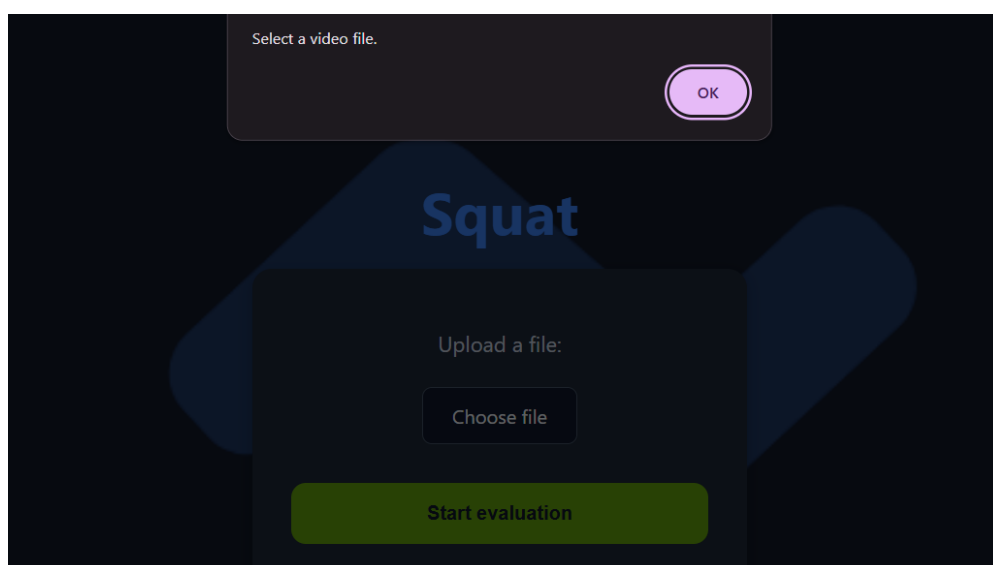 Select a video file.
OK
Squat
Upload a file:
Choose file
Start evaluation